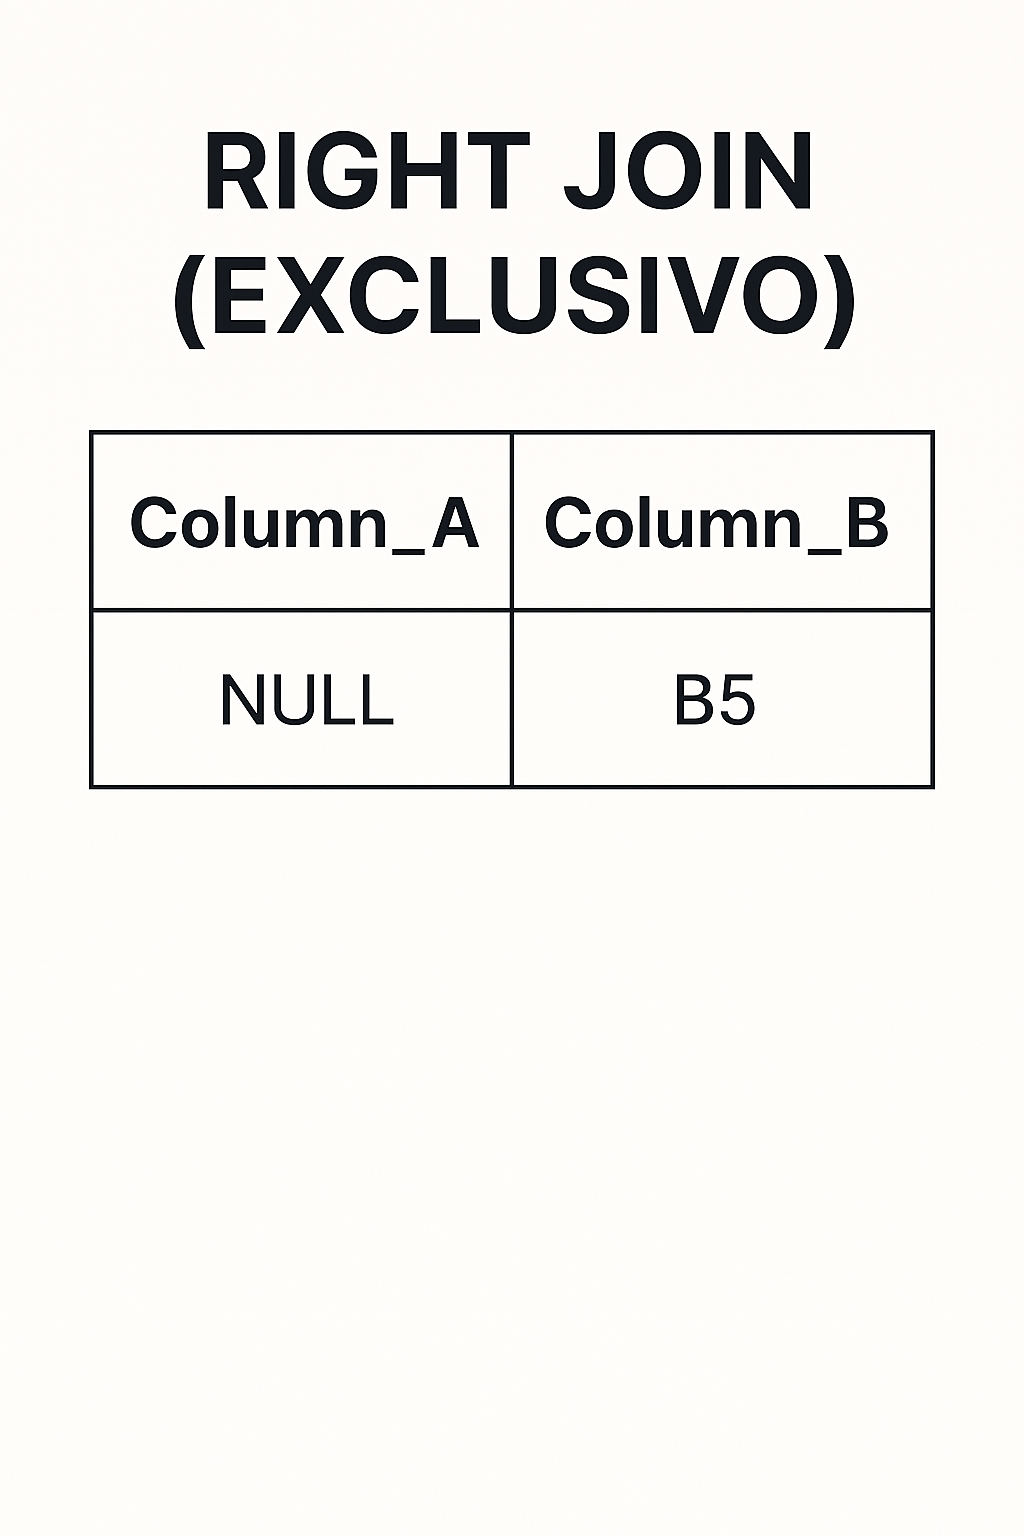 RIGHT JOIN
(EXCLUSIVO)
Column_A Column_B
NULL B5